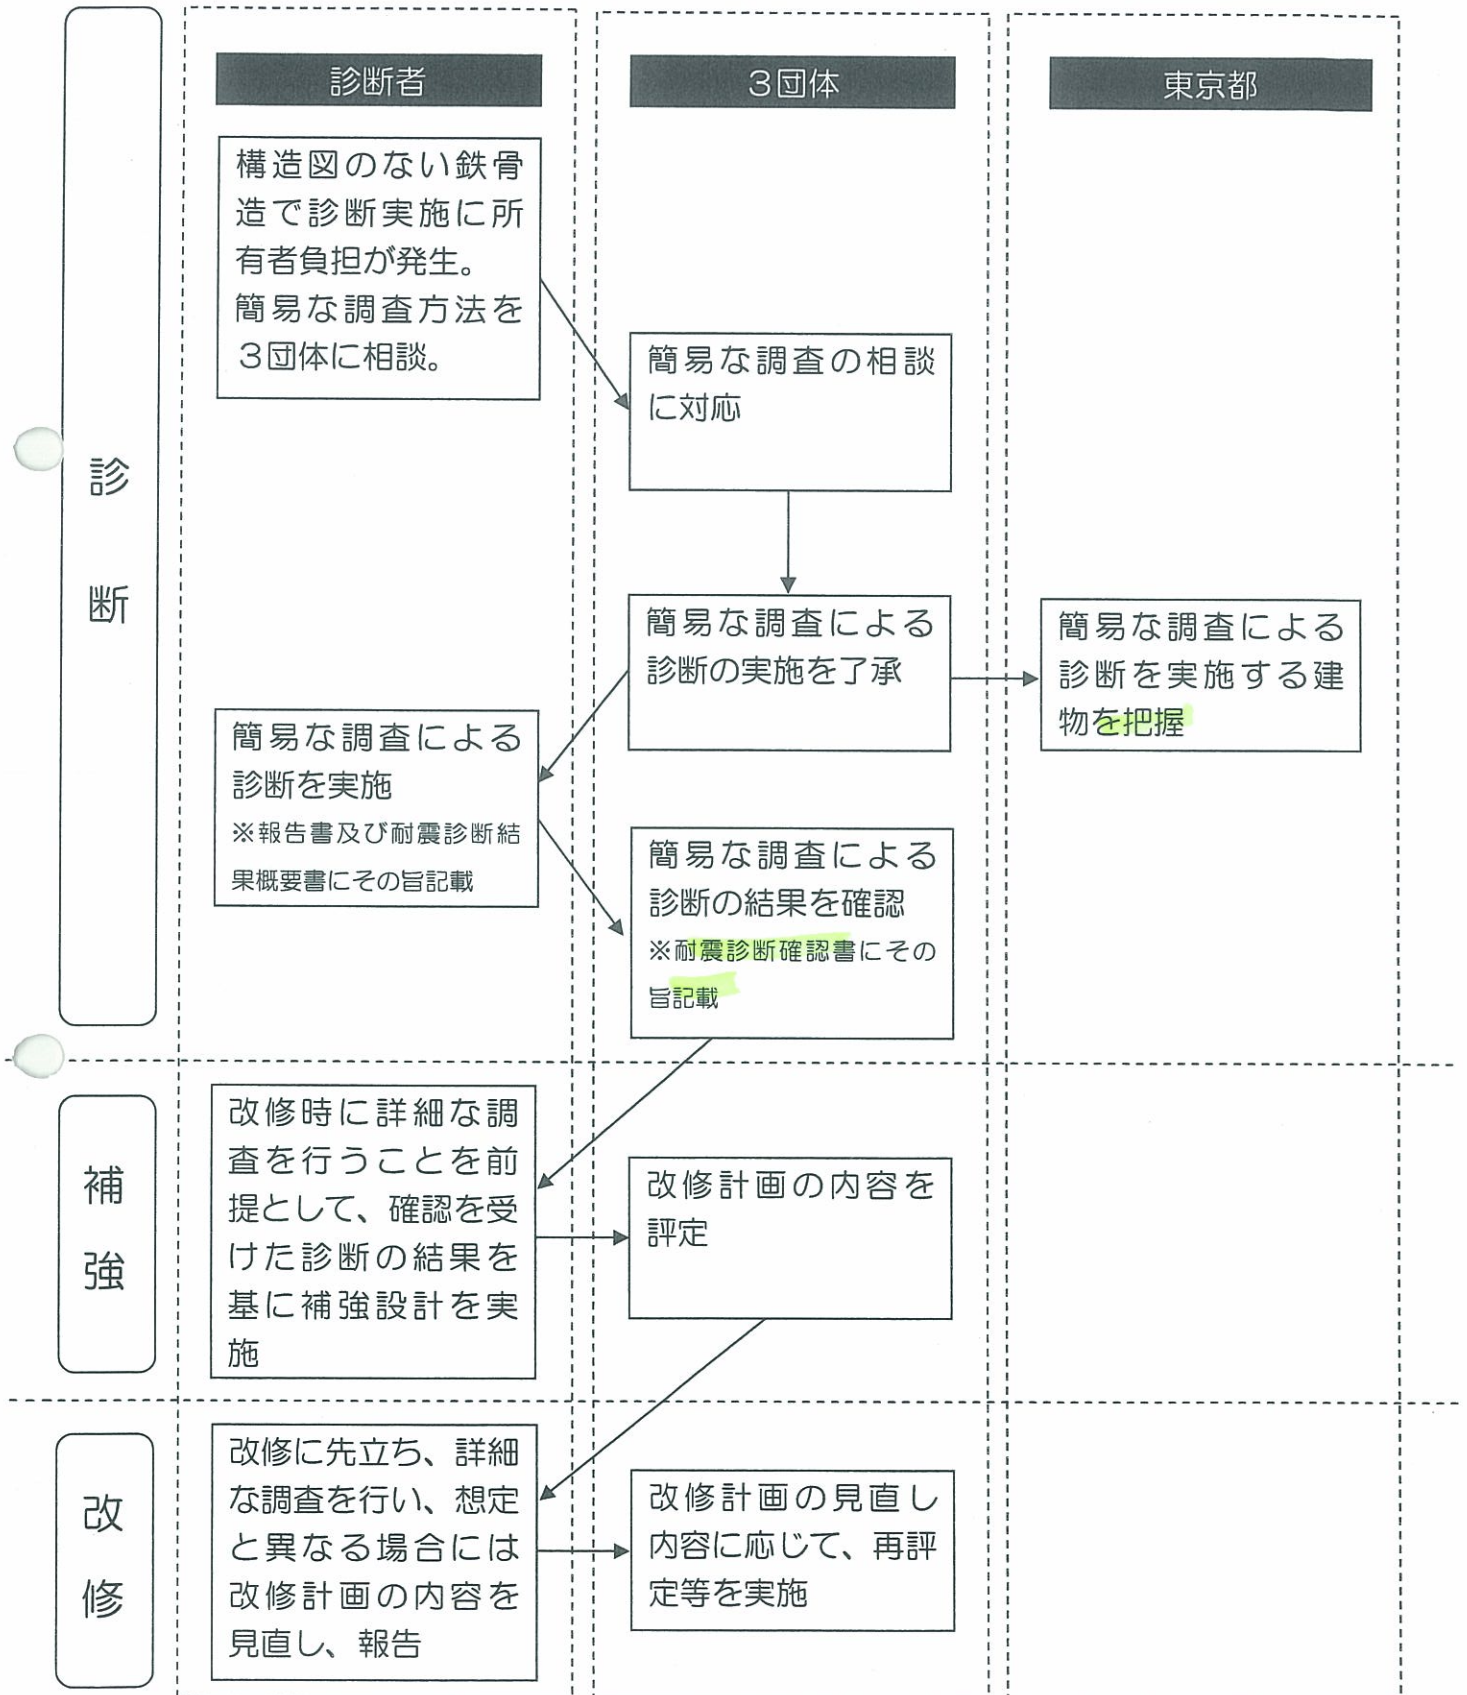 診断者
3団体
東京都
診
断
構造図のない鉄骨
造で診断実施に所
有者負担が発生。
簡易な調査方法を
3団体に相談。
簡易な調査の相談
に対応
簡易な調査による
診断の実施を了承
簡易な調査による
診断を実施する建
物を把握
簡易な調査による
診断を実施
※報告書及び耐震診断結
果概要書にその旨記載
簡易な調査による
診断の結果を確認
※耐震診断確認書にその
旨記載
補
強
改修時に詳細な調
査を行うことを前
提として、確認を受
けた診断の結果を
基に補強設計を実
施
改修計画の内容を
評定
改
修
改修に先立ち、詳細
な調査を行い、想定
と異なる場合には
改修計画の内容を
見直し、報告
改修計画の見直し
内容に応じて、再評
定等を実施